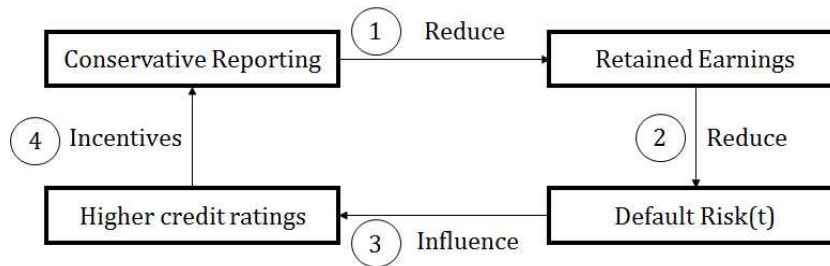 1 Reduce
Conservative Reporting
Retained Earnings
4 Incentives
2 Reduce
Higher credit ratings
Default Risk(t)
3 Influence